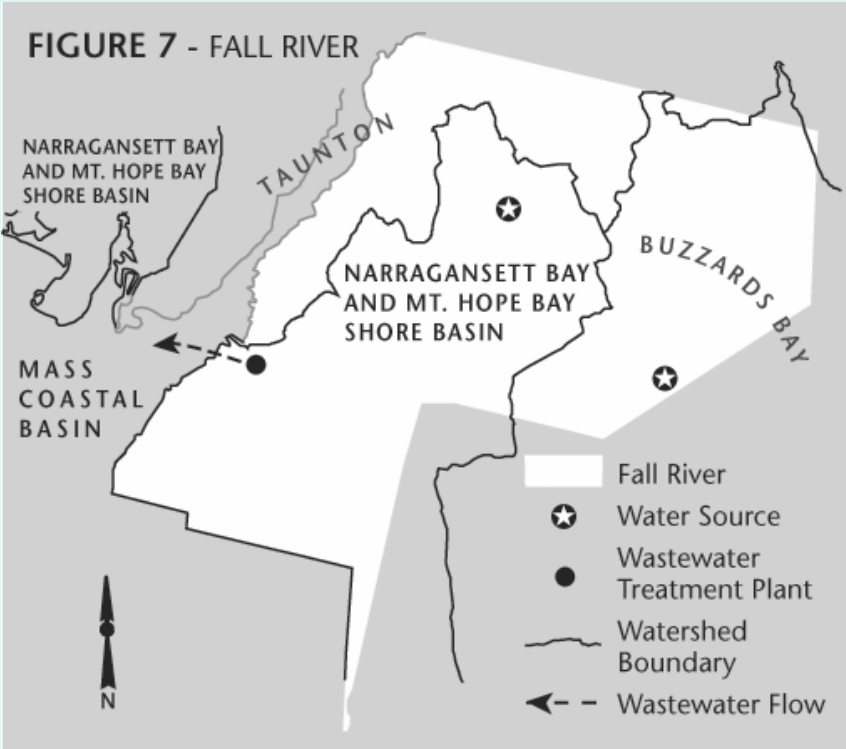 FIGURE 7 - FALL RIVER
NARRAGANSETT BAY
AND MT. HOPE BAY
SHORE BASIN
TAUNTON
BUZZARDS BAY
NARRAGANSETT BAY
AND MT. HOPE BAY
SHORE BASIN
MASS
COASTAL
BASIN
Fall River
Water Source
Wastewater
Treatment Plant
Watershed
Boundary
Wastewater Flow
N